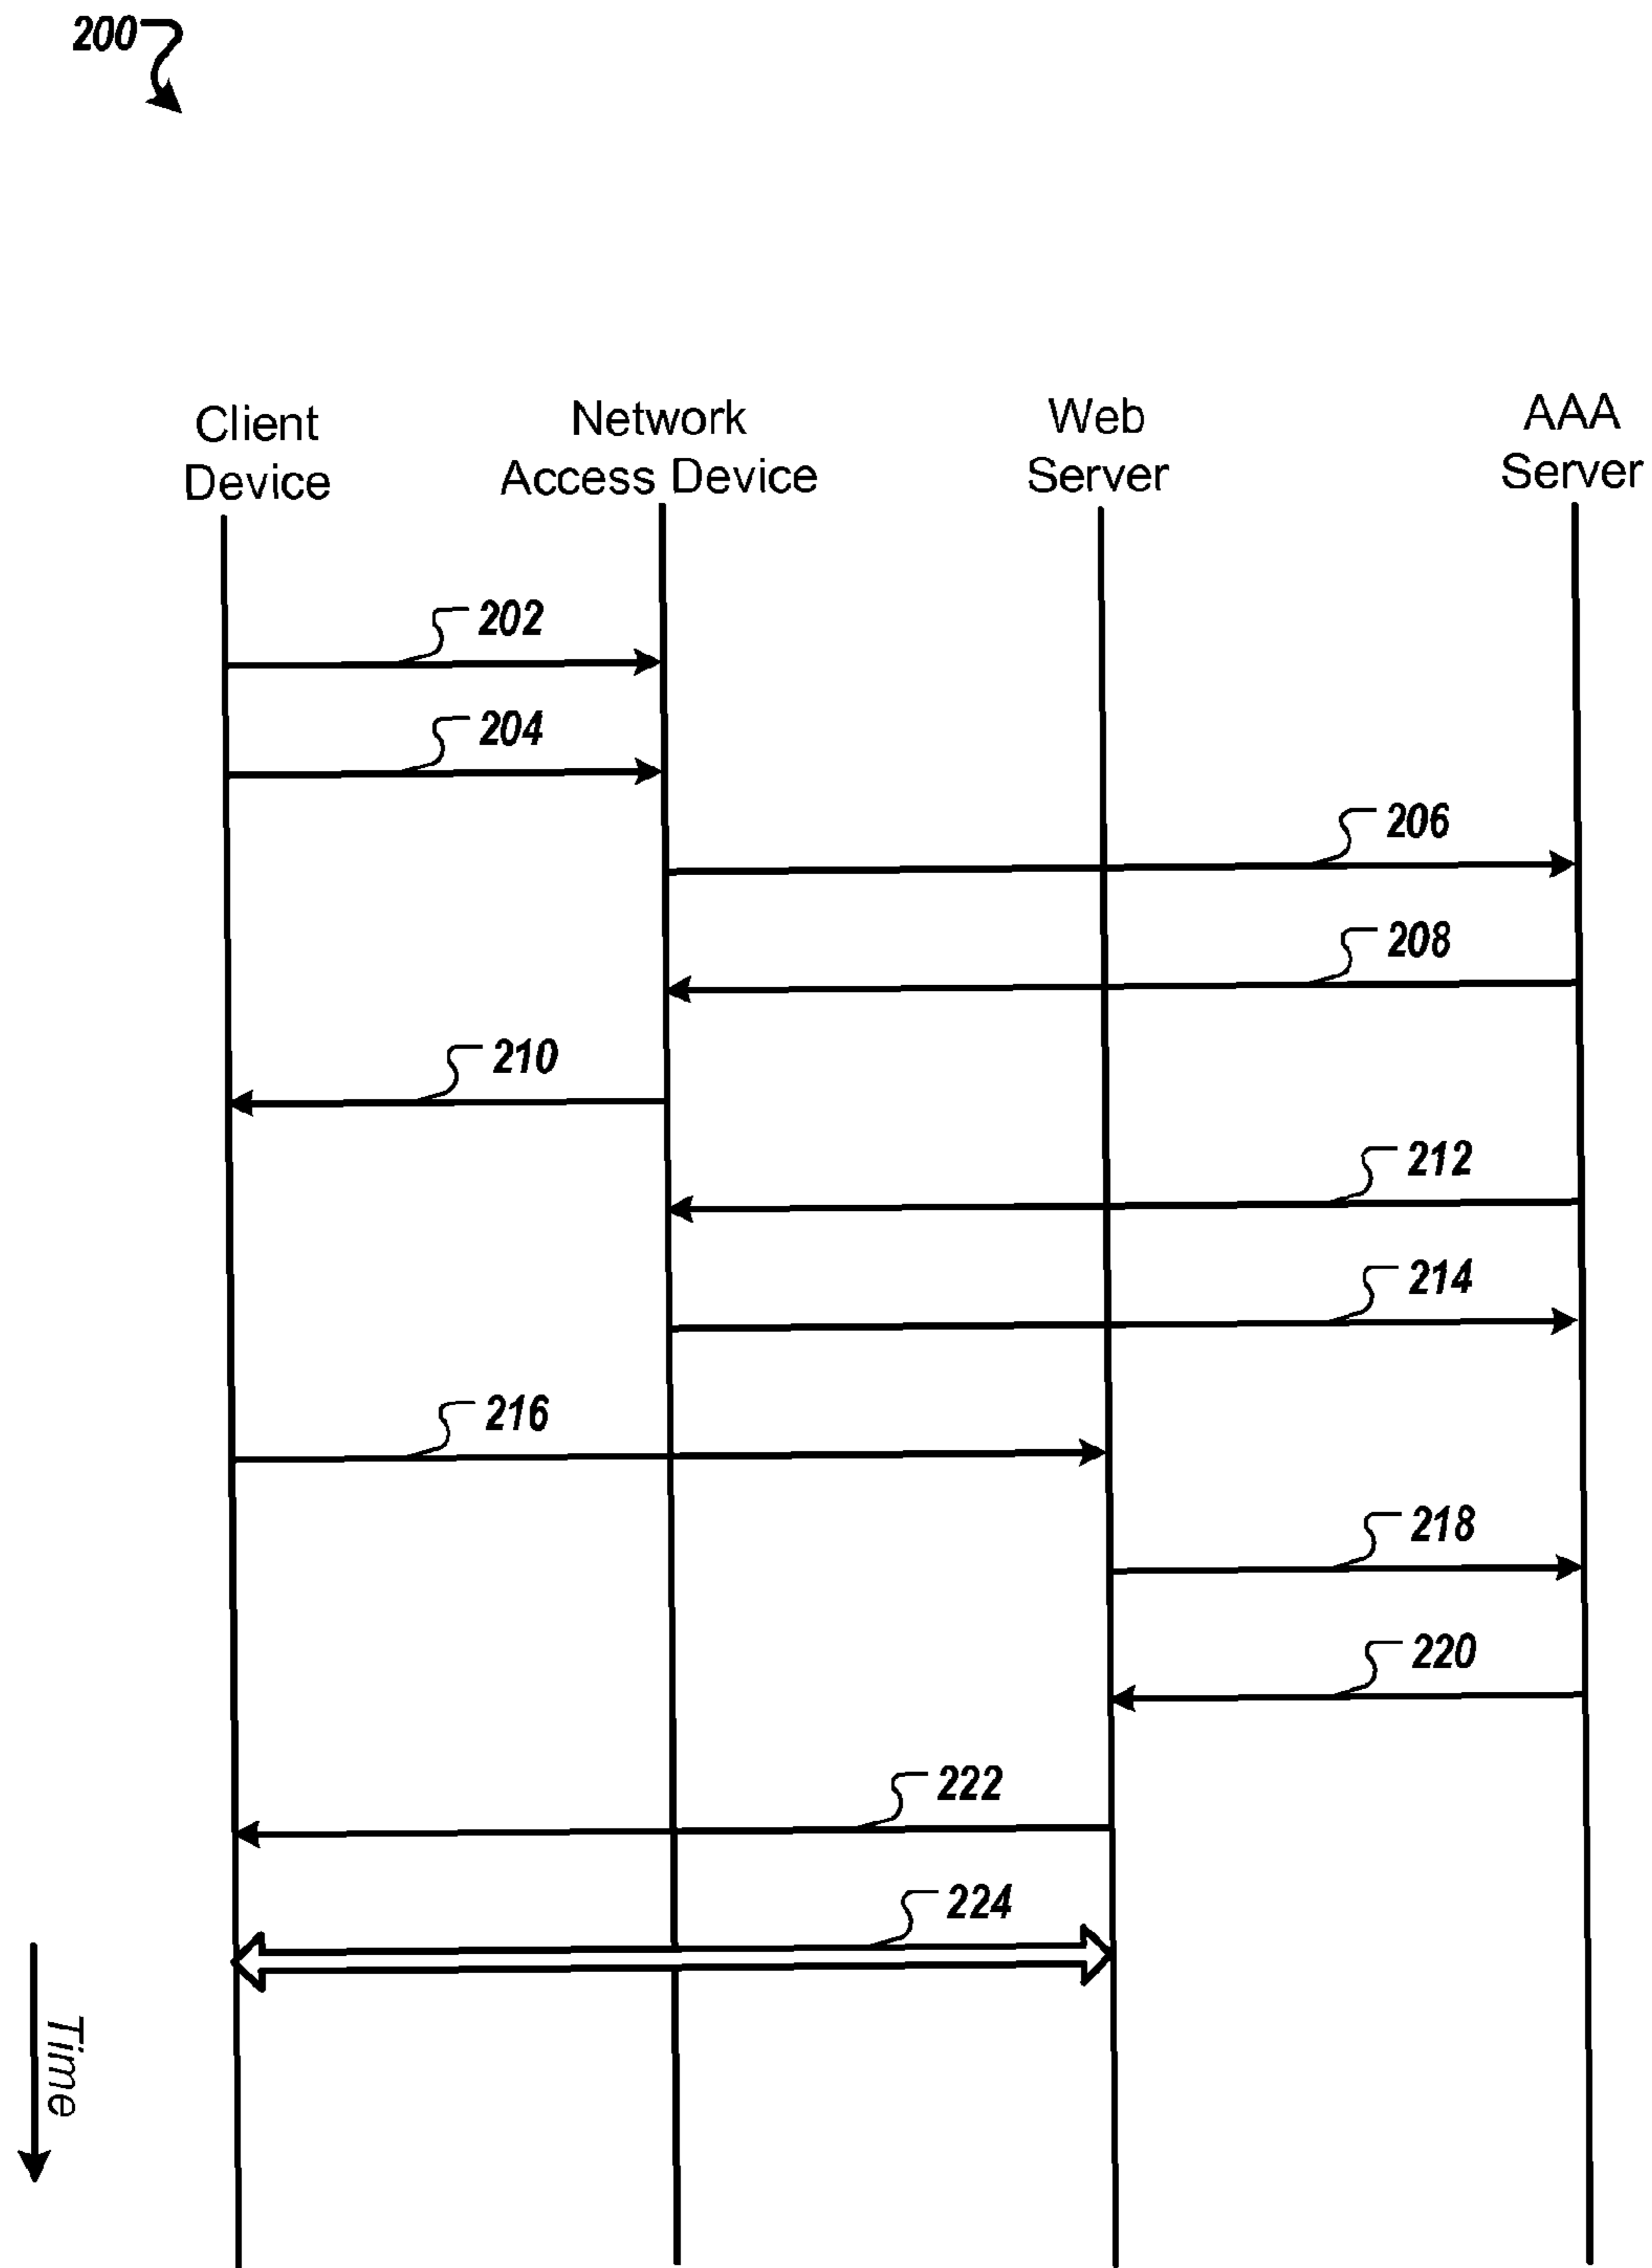 200
Client
Device
Network
Access Device
Web
Server
AAA
Server
202
204
206
208
210
212
214
216
218
220
222
224
Time